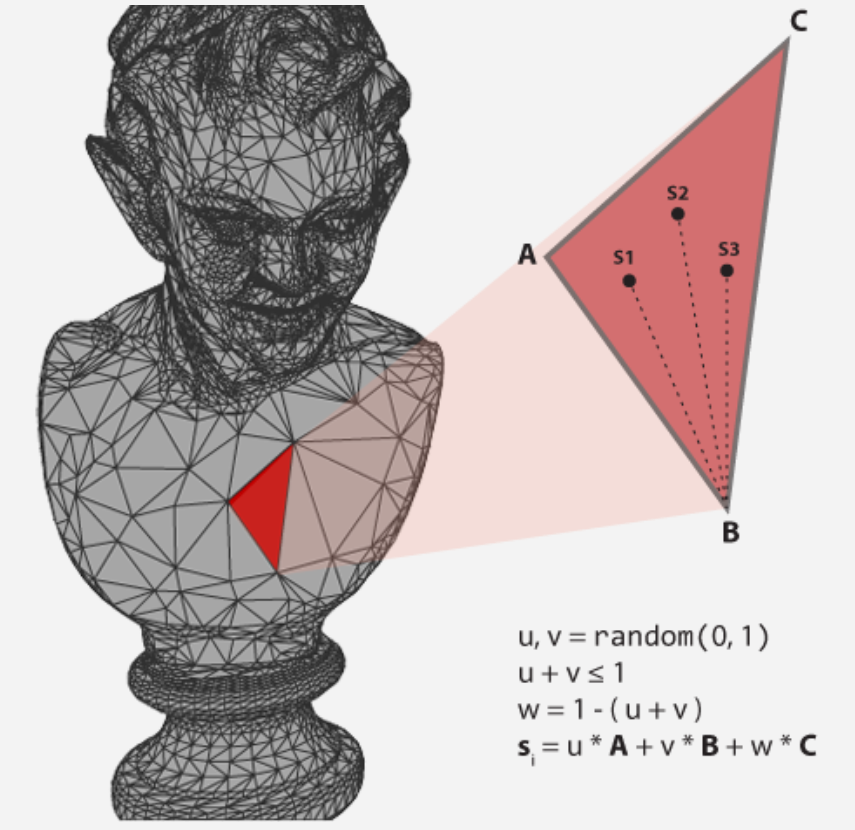 C
S2
A
S1
S3
B
u, v = random(0, 1)
u + v ≤ 1
w = 1 - ( u + v )
sᵢ = u * A + v * B + w * C